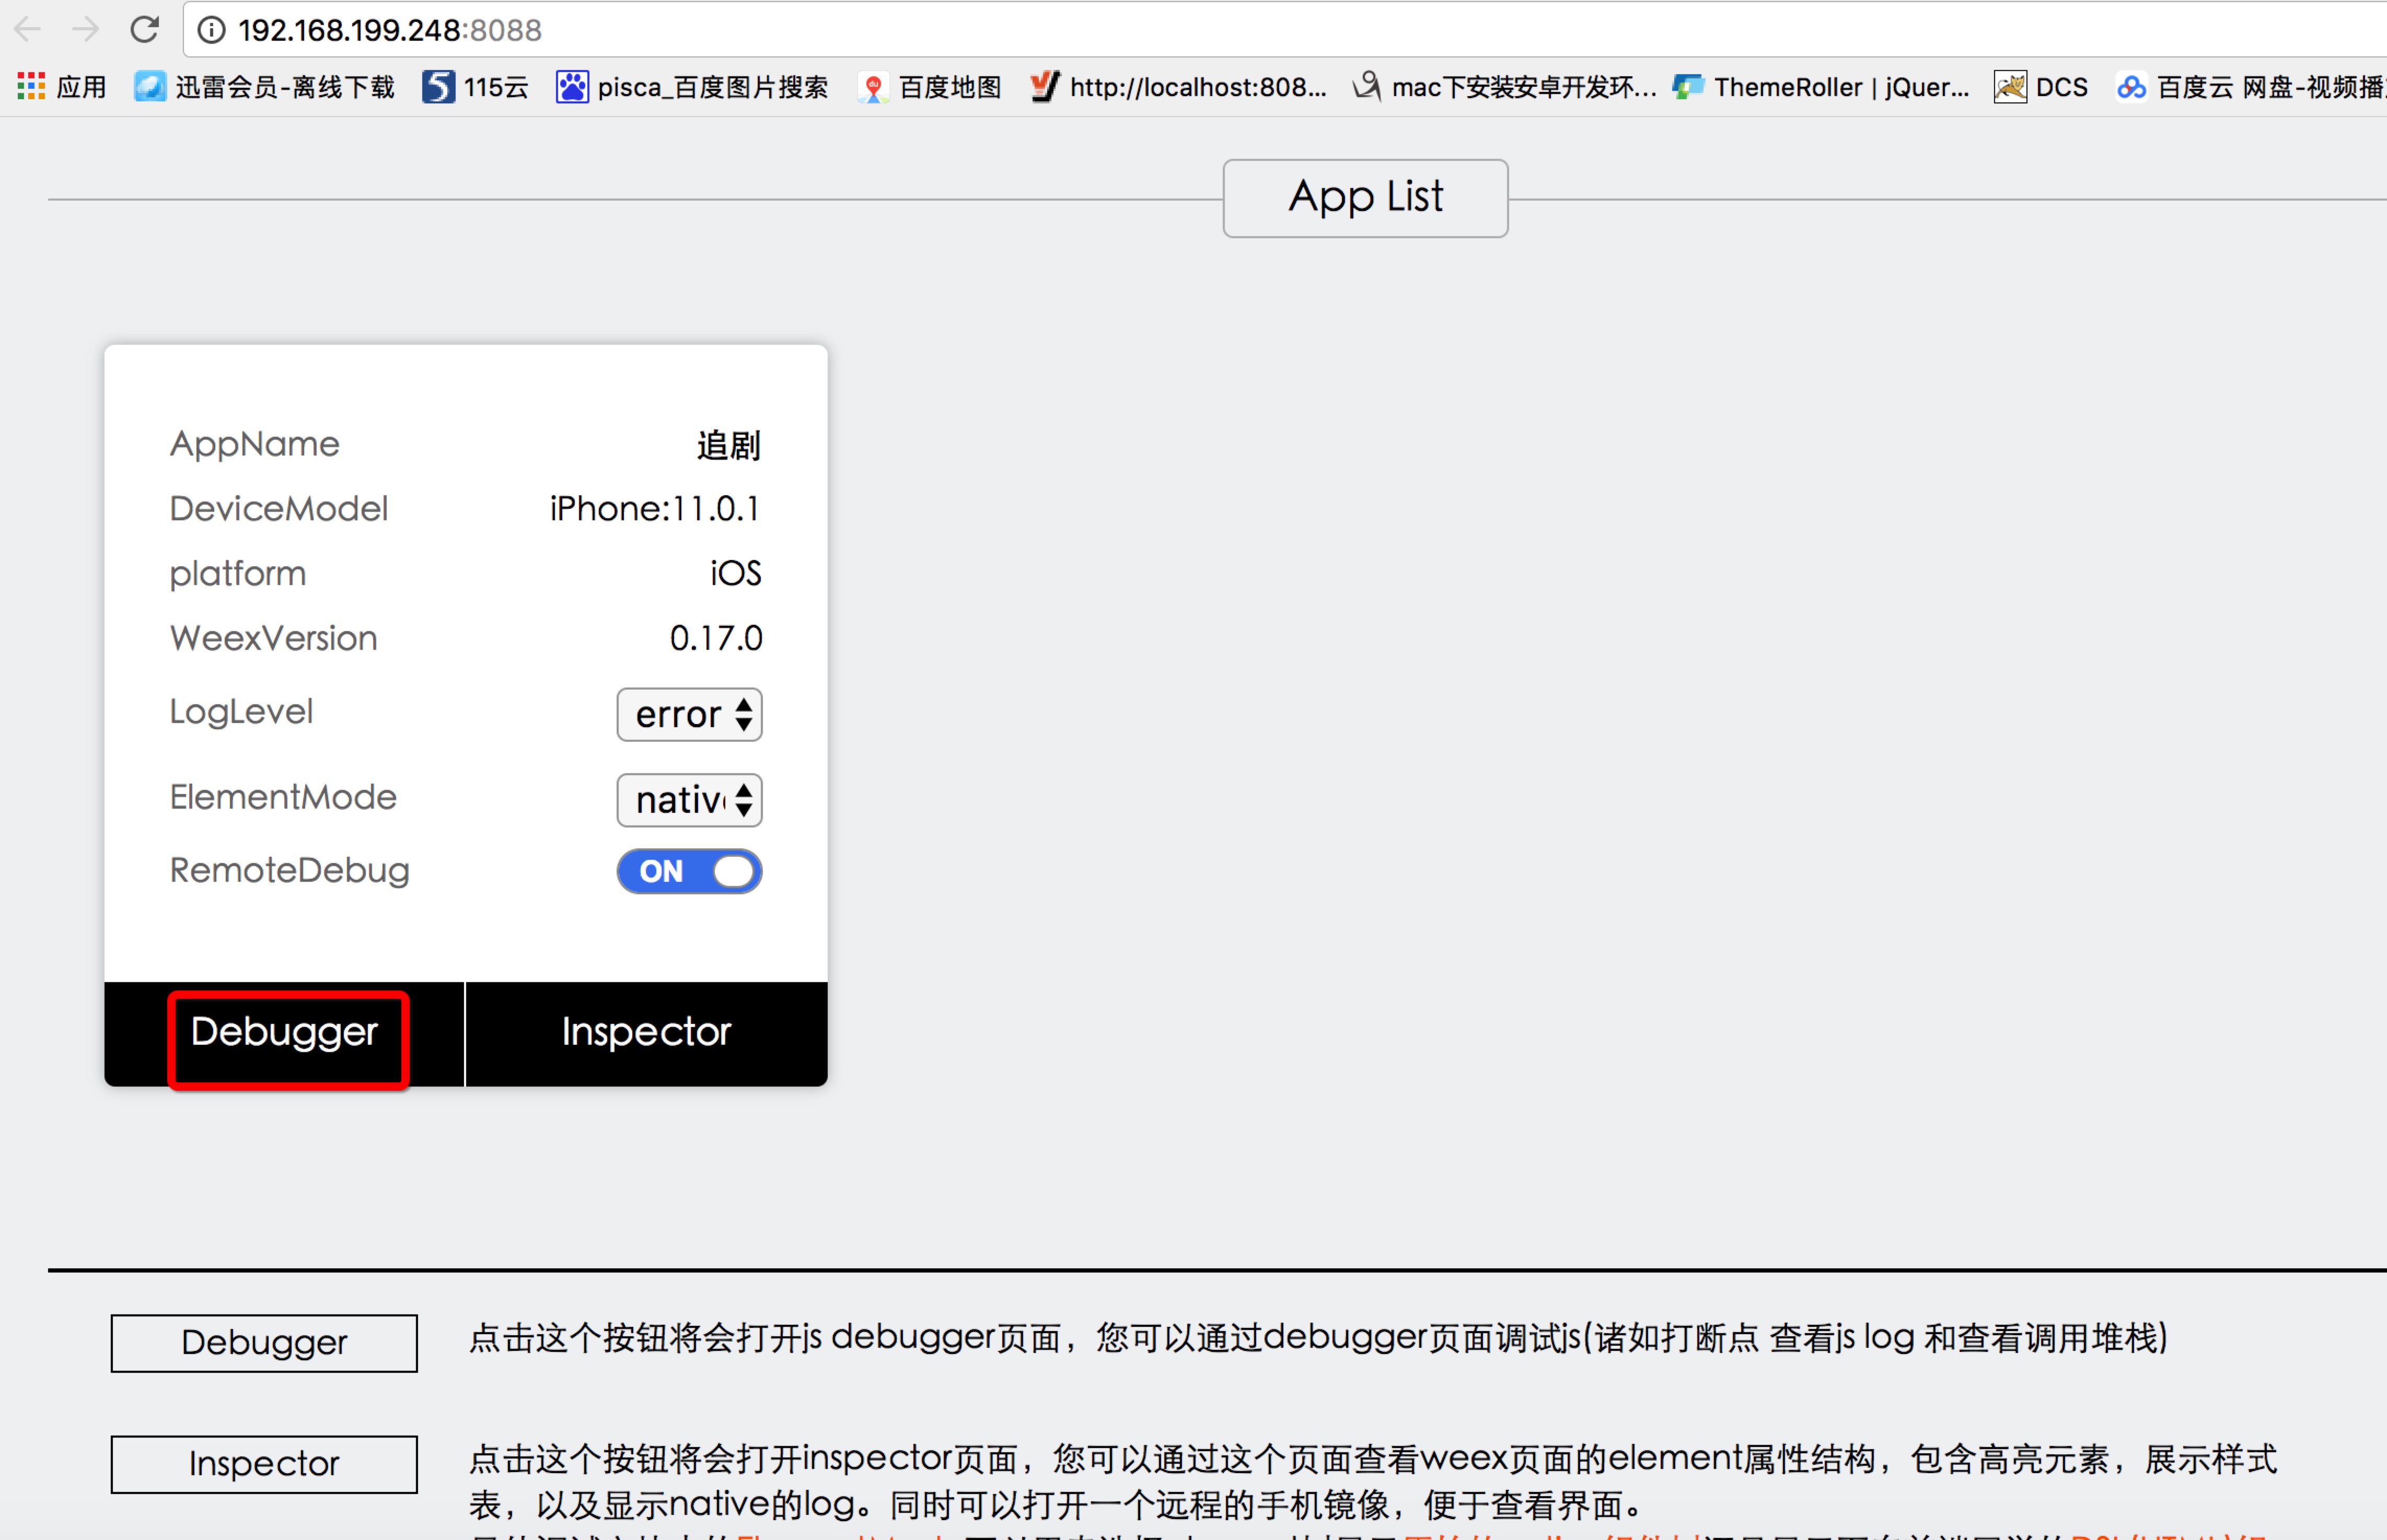 192.168.199.248:8088
应用 迅雷会员-离线下载 115云 pisca_百度图片搜索 百度地图 http://localhost:808... mac下安装安卓开发环... ThemeRoller | jQuer... DCS 百度云 网盘-视频播
App List
AppName 追剧
DeviceModel iPhone:11.0.1
platform iOS
WeexVersion 0.17.0
LogLevel error
ElementMode nativ
RemoteDebug ON
Debugger Inspector
Debugger 点击这个按钮将会打开js debugger页面，您可以通过debugger页面调试js(诸如打断点 查看js log 和查看调用堆栈)
Inspector 点击这个按钮将会打开inspector页面，您可以通过这个页面查看weex页面的element属性结构，包含高亮元素，展示样式
表，以及显示native的log。同时可以打开一个远程的手机镜像，便于查看界面。